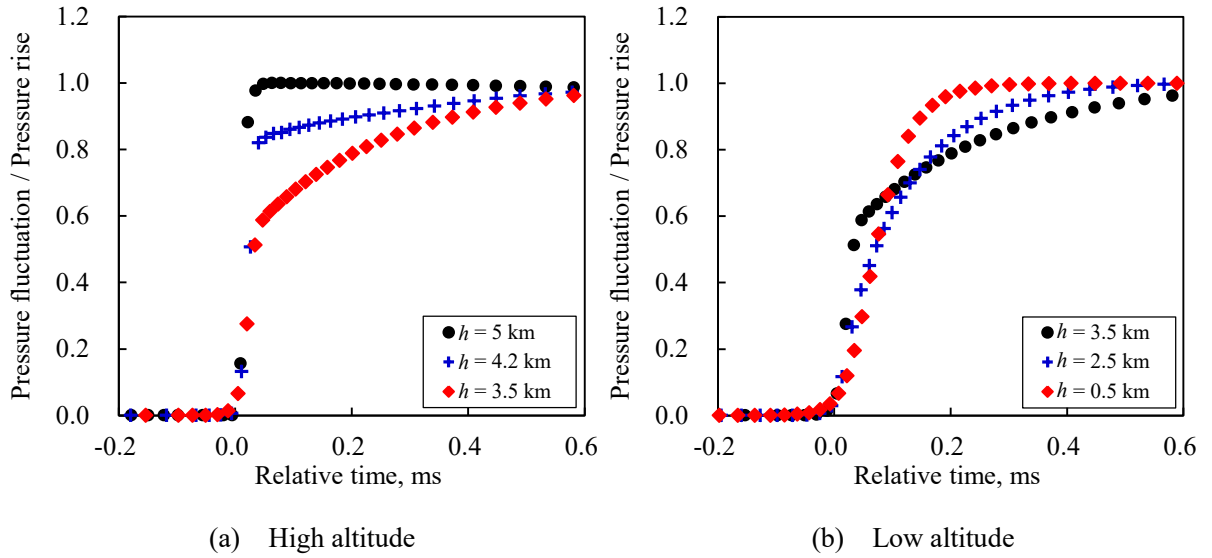 Pressure fluctuation / Pressure rise
1.2
1.0
0.8
0.6
0.4
0.2
0.0
-0.2 0.0 0.2 0.4 0.6
Relative time, ms
h = 5 km
h = 4.2 km
h = 3.5 km
(a) High altitude
Pressure fluctuation / Pressure rise
1.2
1.0
0.8
0.6
0.4
0.2
0.0
-0.2 0.0 0.2 0.4 0.6
Relative time, ms
h = 3.5 km
h = 2.5 km
h = 0.5 km
(b) Low altitude